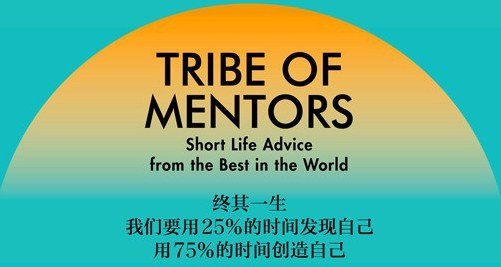 TRIBE OF
MENTORS
Short Life Advice
from the Best in the World
终其一生
我们要用25%的时间发现自己
用75%的时间创造自己